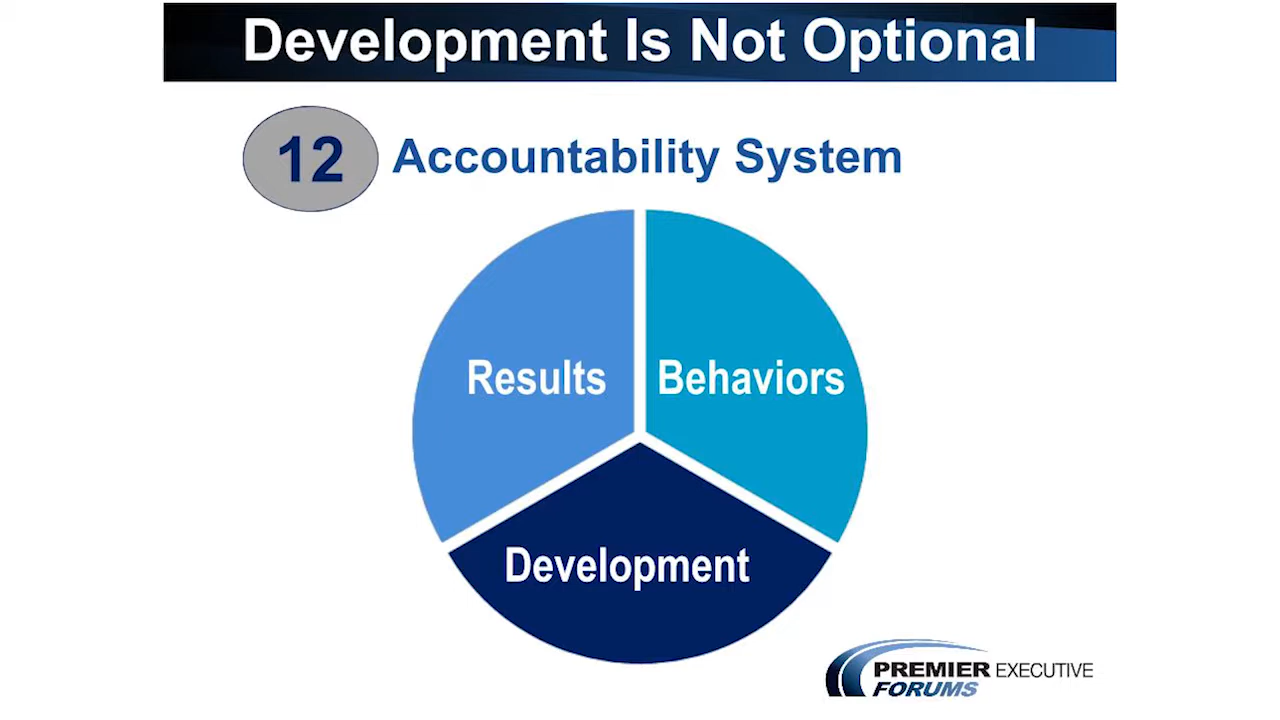 Development Is Not Optional
12 Accountability System
Results Behaviors
Development
PREMIER EXECUTIVE
FORUMS